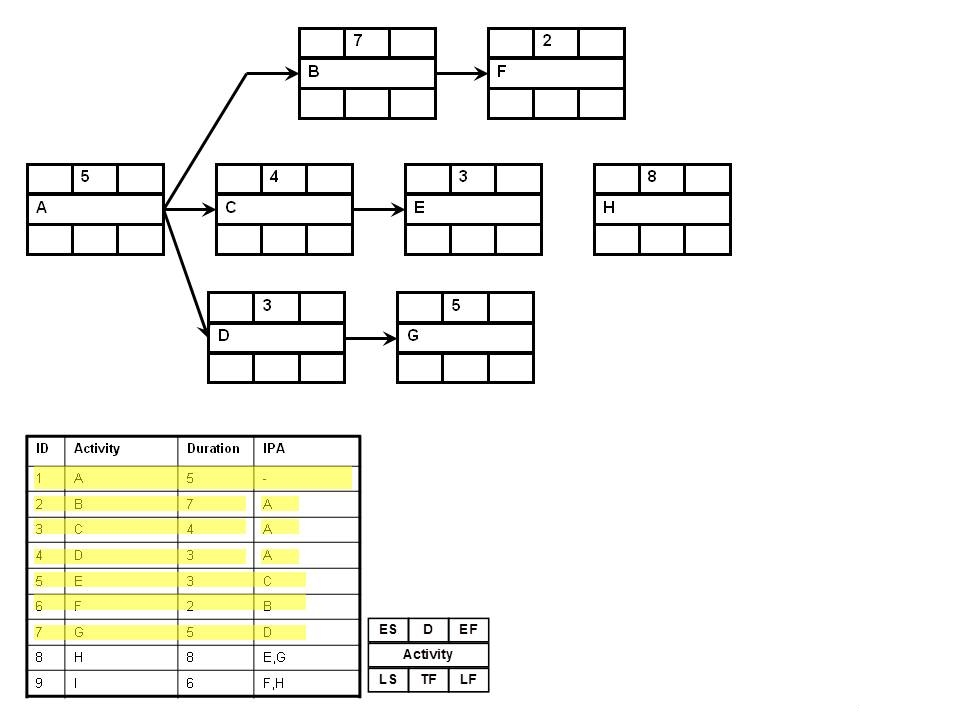 7 2
B F
5 4 3 8
A C E H
3 5
D G
ID Activity Duration IPA
1 A 5 -
2 B 7 A
3 C 4 A
4 D 3 A
5 E 3 C
6 F 2 B
7 G 5 D
8 H 8 E,G
9 I 6 F,H
ES D EF
Activity
LS TF LF